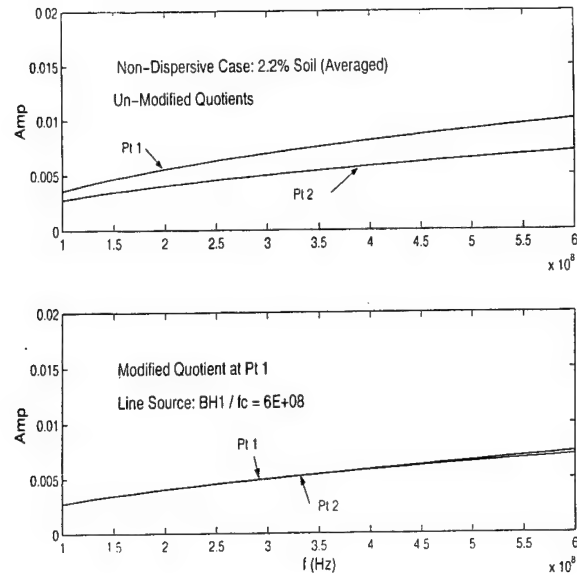 0.02
Non-Dispersive Case: 2.2% Soil (Averaged)
0.015
Un-Modified Quotients
Amp
0.01
Pt 1
0.005
Pt 2
0
1 1.5 2 2.5 3 3.5 4 4.5 5 5.5 6
x 10^8
0.02
Modified Quotient at Pt 1
0.015
Line Source: BH1 / fc = 6E+08
Amp
0.01
Pt 1
0.005
Pt 2
0
1 1.5 2 2.5 3 3.5 4 4.5 5 5.5 6
f (Hz)
x 10^8